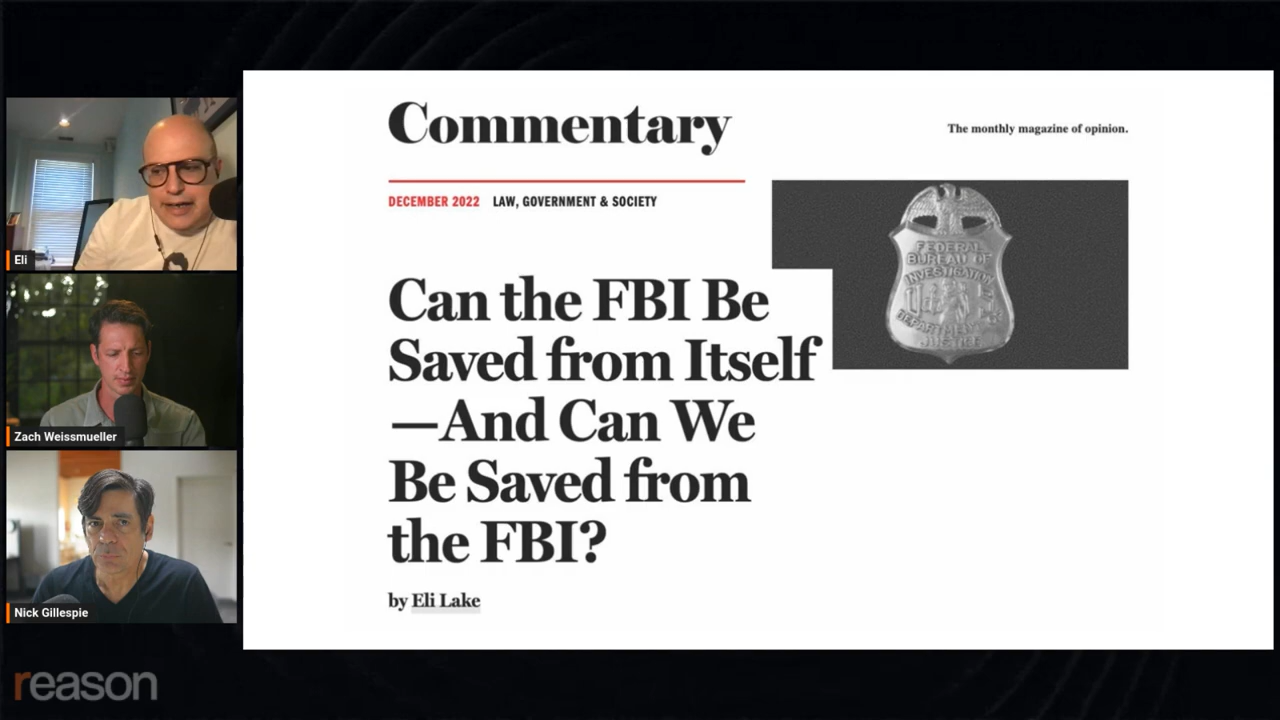 Commentary
The monthly magazine of opinion.
DECEMBER 2022 LAW, GOVERNMENT & SOCIETY
FEDERAL
BUREAU OF
INVESTIGATION
DEPARTMENT
JUSTICE
Can the FBI Be
Saved from Itself
—And Can We
Be Saved from
the FBI?
by Eli Lake
Eli
Zach Weissmueller
Nick Gillespie
reason